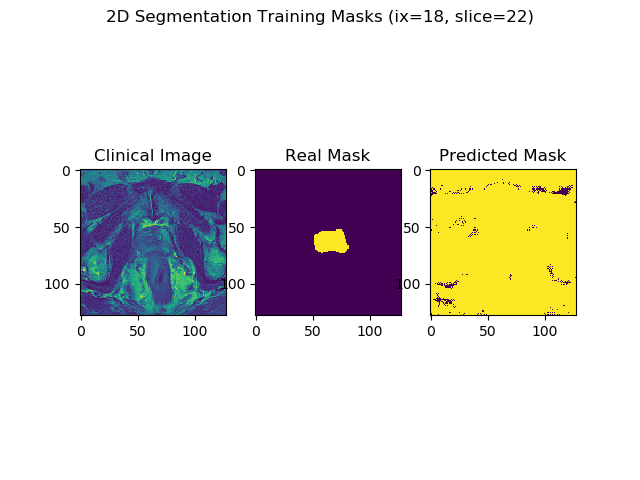 2D Segmentation Training Masks (ix=18, slice=22)
Clinical Image Real Mask Predicted Mask
0 0 0
50 50 50
100 100 100
0 50 100 0 50 100 0 50 100